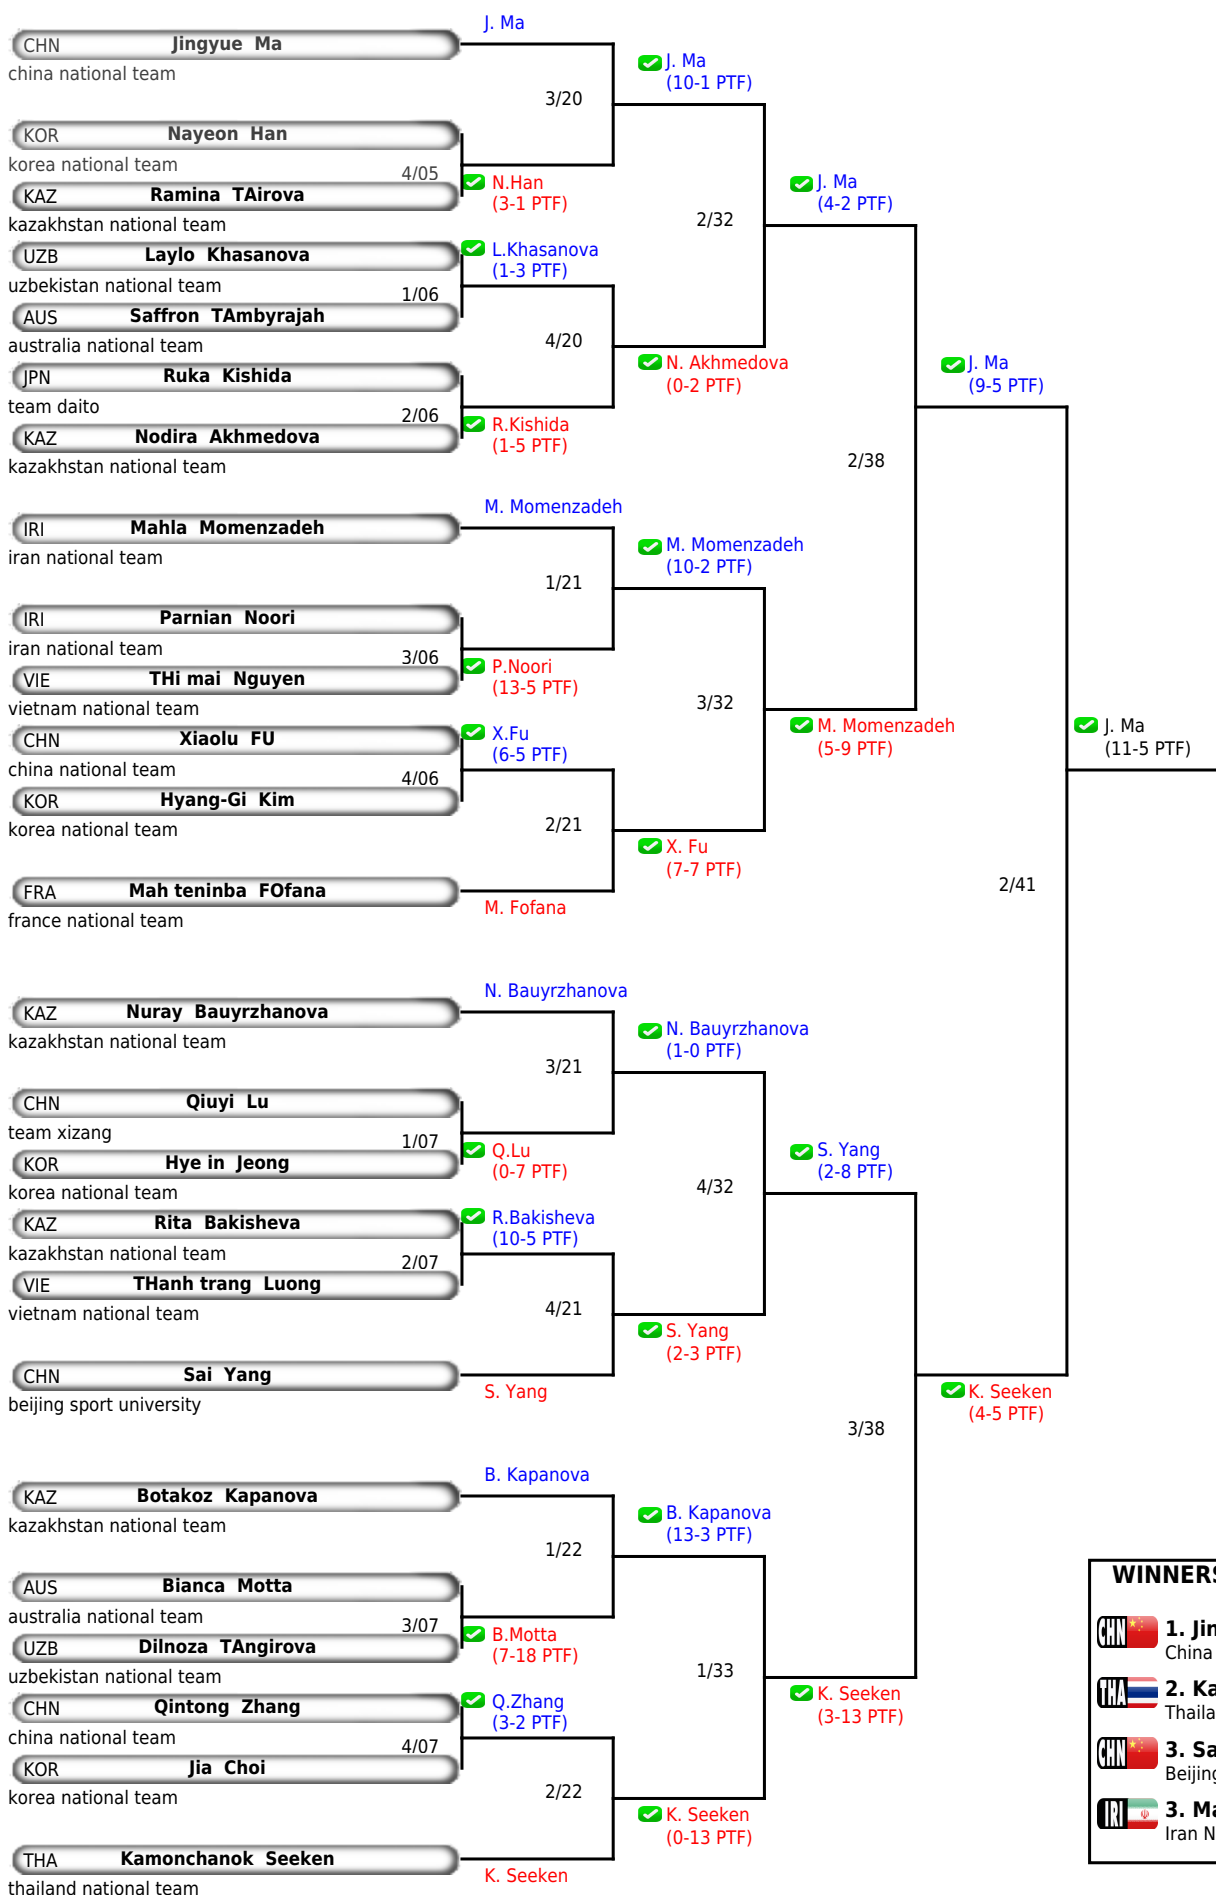 J. Ma
CHN Jingyue Ma
china national team
J. Ma
(10-1 PTF)
3/20
KOR Nayeon Han
korea national team
4/05
KAZ Ramina TAirova
kazakhstan national team
N.Han
(3-1 PTF)
J. Ma
(4-2 PTF)
2/32
UZB Laylo Khasanova
uzbekistan national team
L.Khasanova
(1-3 PTF)
1/06
AUS Saffron TAmbyrajah
australia national team
4/20
N. Akhmedova
(0-2 PTF)
J. Ma
(9-5 PTF)
JPN Ruka Kishida
team daito
2/06
KAZ Nodira Akhmedova
kazakhstan national team
R.Kishida
(1-5 PTF)
2/38
M. Momenzadeh
IRI Mahla Momenzadeh
iran national team
M. Momenzadeh
(10-2 PTF)
1/21
IRI Parnian Noori
iran national team
3/06
VIE THi mai Nguyen
vietnam national team
P.Noori
(13-5 PTF)
3/32
CHN Xiaolu FU
china national team
X.Fu
(6-5 PTF)
M. Momenzadeh
(5-9 PTF)
J. Ma
(11-5 PTF)
4/06
KOR Hyang-Gi Kim
korea national team
2/21
X. Fu
(7-7 PTF)
FRA Mah teninba FOfana
france national team
M. Fofana
2/41
N. Bauyrzhanova
KAZ Nuray Bauyrzhanova
kazakhstan national team
N. Bauyrzhanova
(1-0 PTF)
3/21
CHN Qiuyi Lu
team xizang
1/07
KOR Hye in Jeong
korea national team
Q.Lu
(0-7 PTF)
S. Yang
(2-8 PTF)
4/32
KAZ Rita Bakisheva
kazakhstan national team
R.Bakisheva
(10-5 PTF)
2/07
VIE THanh trang Luong
vietnam national team
4/21
S. Yang
(2-3 PTF)
CHN Sai Yang
beijing sport university
S. Yang
K. Seeken
(4-5 PTF)
3/38
B. Kapanova
KAZ Botakoz Kapanova
kazakhstan national team
B. Kapanova
(13-3 PTF)
1/22
AUS Bianca Motta
australia national team
3/07
UZB Dilnoza TAngirova
uzbekistan national team
B.Motta
(7-18 PTF)
1/33
CHN Qintong Zhang
china national team
Q.Zhang
(3-2 PTF)
K. Seeken
(3-13 PTF)
4/07
KOR Jia Choi
korea national team
2/22
K. Seeken
(0-13 PTF)
THA Kamonchanok Seeken
thailand national team
K. Seeken
WINNERS
CHN 1. Jin
China
THA 2. Ka
Thaila
CHN 3. Sa
Beijing
IRI 3. Ma
Iran N